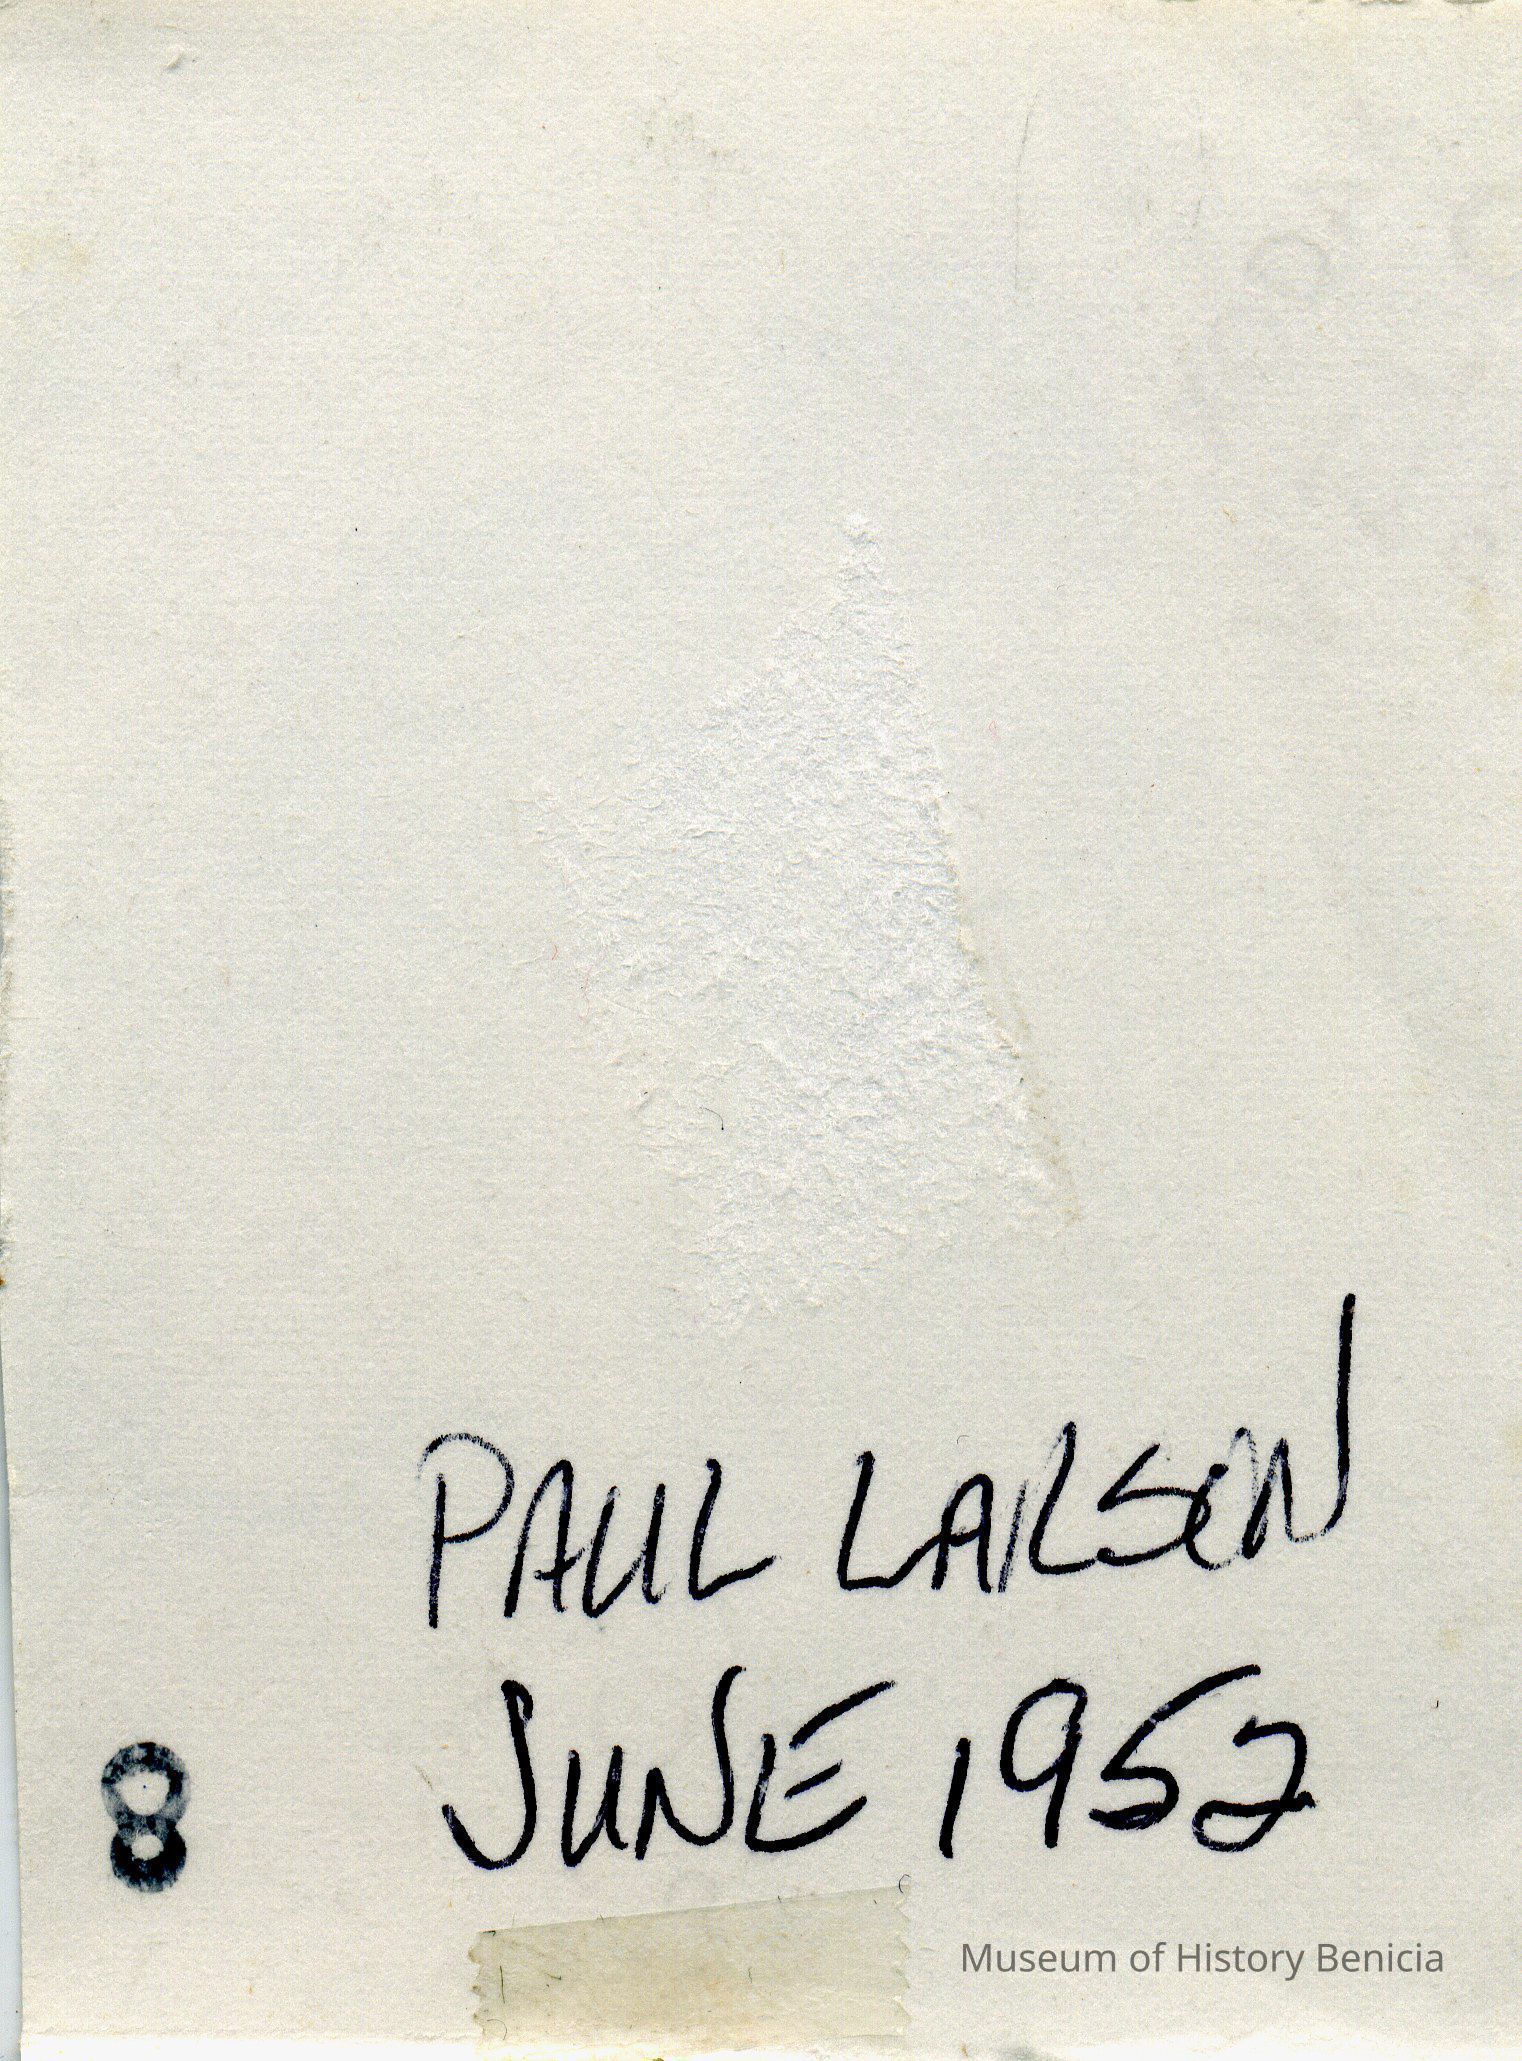 PAUL LARSEN
JUNE 1952
8
Museum of History Benicia